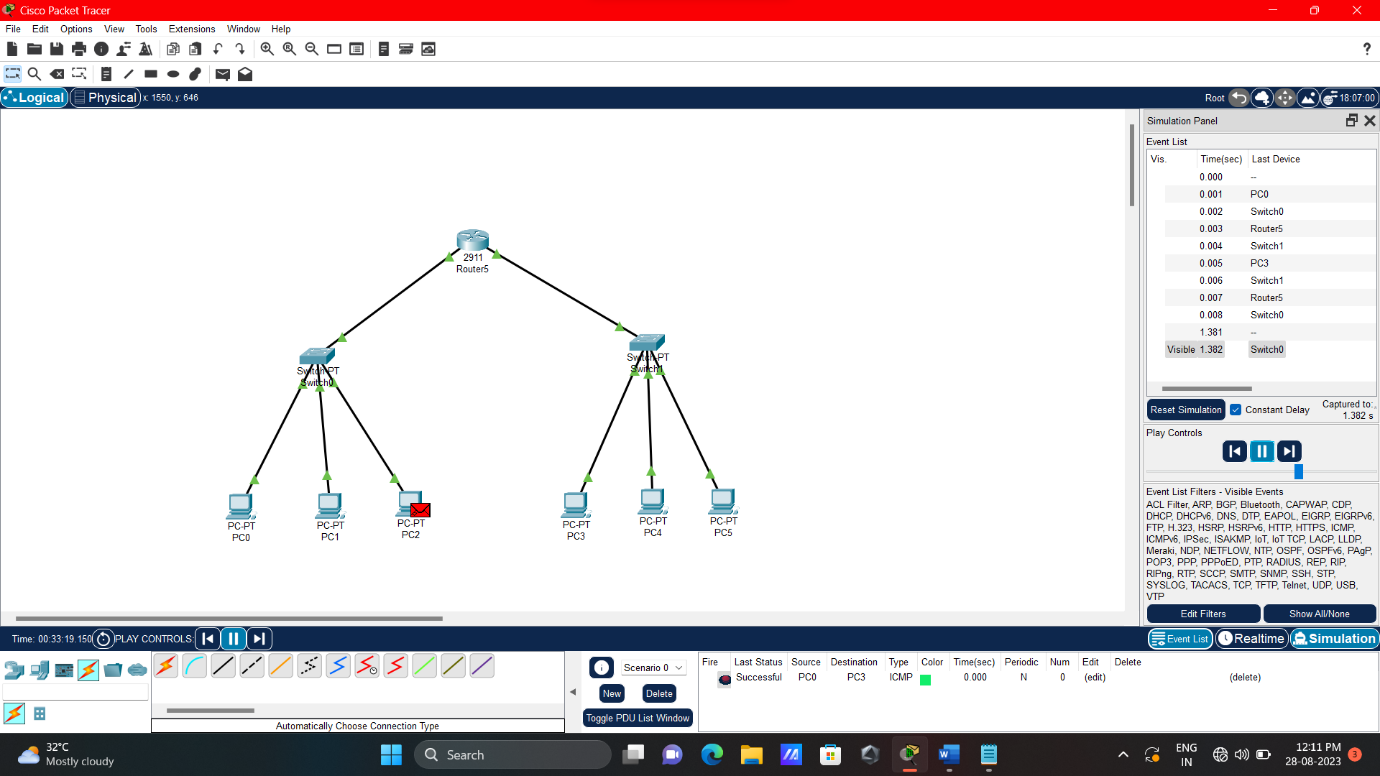 Cisco Packet Tracer
File Edit Options View Tools Extensions Window Help
?
Logical Physical x: 1550, y: 646 Root 18:07:00
Simulation Panel
Event List
Vis. Time(sec) Last Device
0.000 --
0.001 PC0
0.002 Switch0
0.003 Router5
0.004 Switch1
0.005 PC3
0.006 Switch1
0.007 Router5
0.008 Switch0
1.381 --
Visible 1.382 Switch0
Reset Simulation Constant Delay Captured to:
1.382 s
Play Controls
Event List Filters - Visible Events
ACL Filter, ARP, BGP, Bluetooth, CAPWAP, CDP,
DHCP, DHCPv6, DNS, DTP, EAPOL, EIGRP, EIGRPv6,
FTP, H.323, HSRP, HSRPv6, HTTP, HTTPS, ICMP,
ICMPv6, IPSec, ISAKMP, IoT, IoT TCP, LACP, LLDP,
Meraki, NDP, NETFLOW, NTP, OSPF, OSPFv6, PAgP,
POP3, PPP, PPPoED, PTP, RADIUS, REP, RIP,
RIPng, RTP, SCCP, SMTP, SNMP, SSH, STP,
SYSLOG, TACACS, TCP, TFTP, Telnet, UDP, USB,
VTP
Edit Filters Show All/None
2911
Router5
Switch-PT
Switch0
Switch-PT
Switch1
PC-PT
PC0
PC-PT
PC1
PC-PT
PC2
PC-PT
PC3
PC-PT
PC4
PC-PT
PC5
Time: 00:33:19.150 PLAY CONTROLS: Event List Realtime Simulation
Automatically Choose Connection Type
Scenario 0
New Delete
Toggle PDU List Window
Fire Last Status Source Destination Type Color Time(sec) Periodic Num Edit Delete
Successful PC0 PC3 ICMP 0.000 N 0 (edit) (delete)
32°C
Mostly cloudy
Search
ENG
IN
12:11 PM
28-08-2023
3